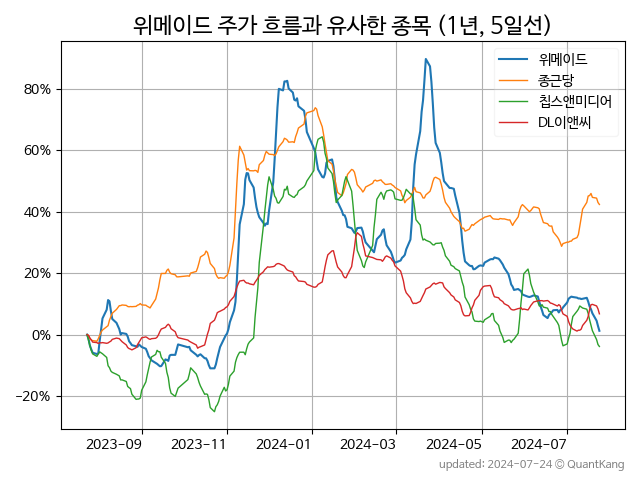 위메이드 주가 흐름과 유사한 종목 (1년, 5일선)
위메이드
종근당
칩스앤미디어
DL이앤씨
80%
60%
40%
20%
0%
−20%
2023-09 2023-11 2024-01 2024-03 2024-05 2024-07
updated: 2024-07-24 © QuantKang